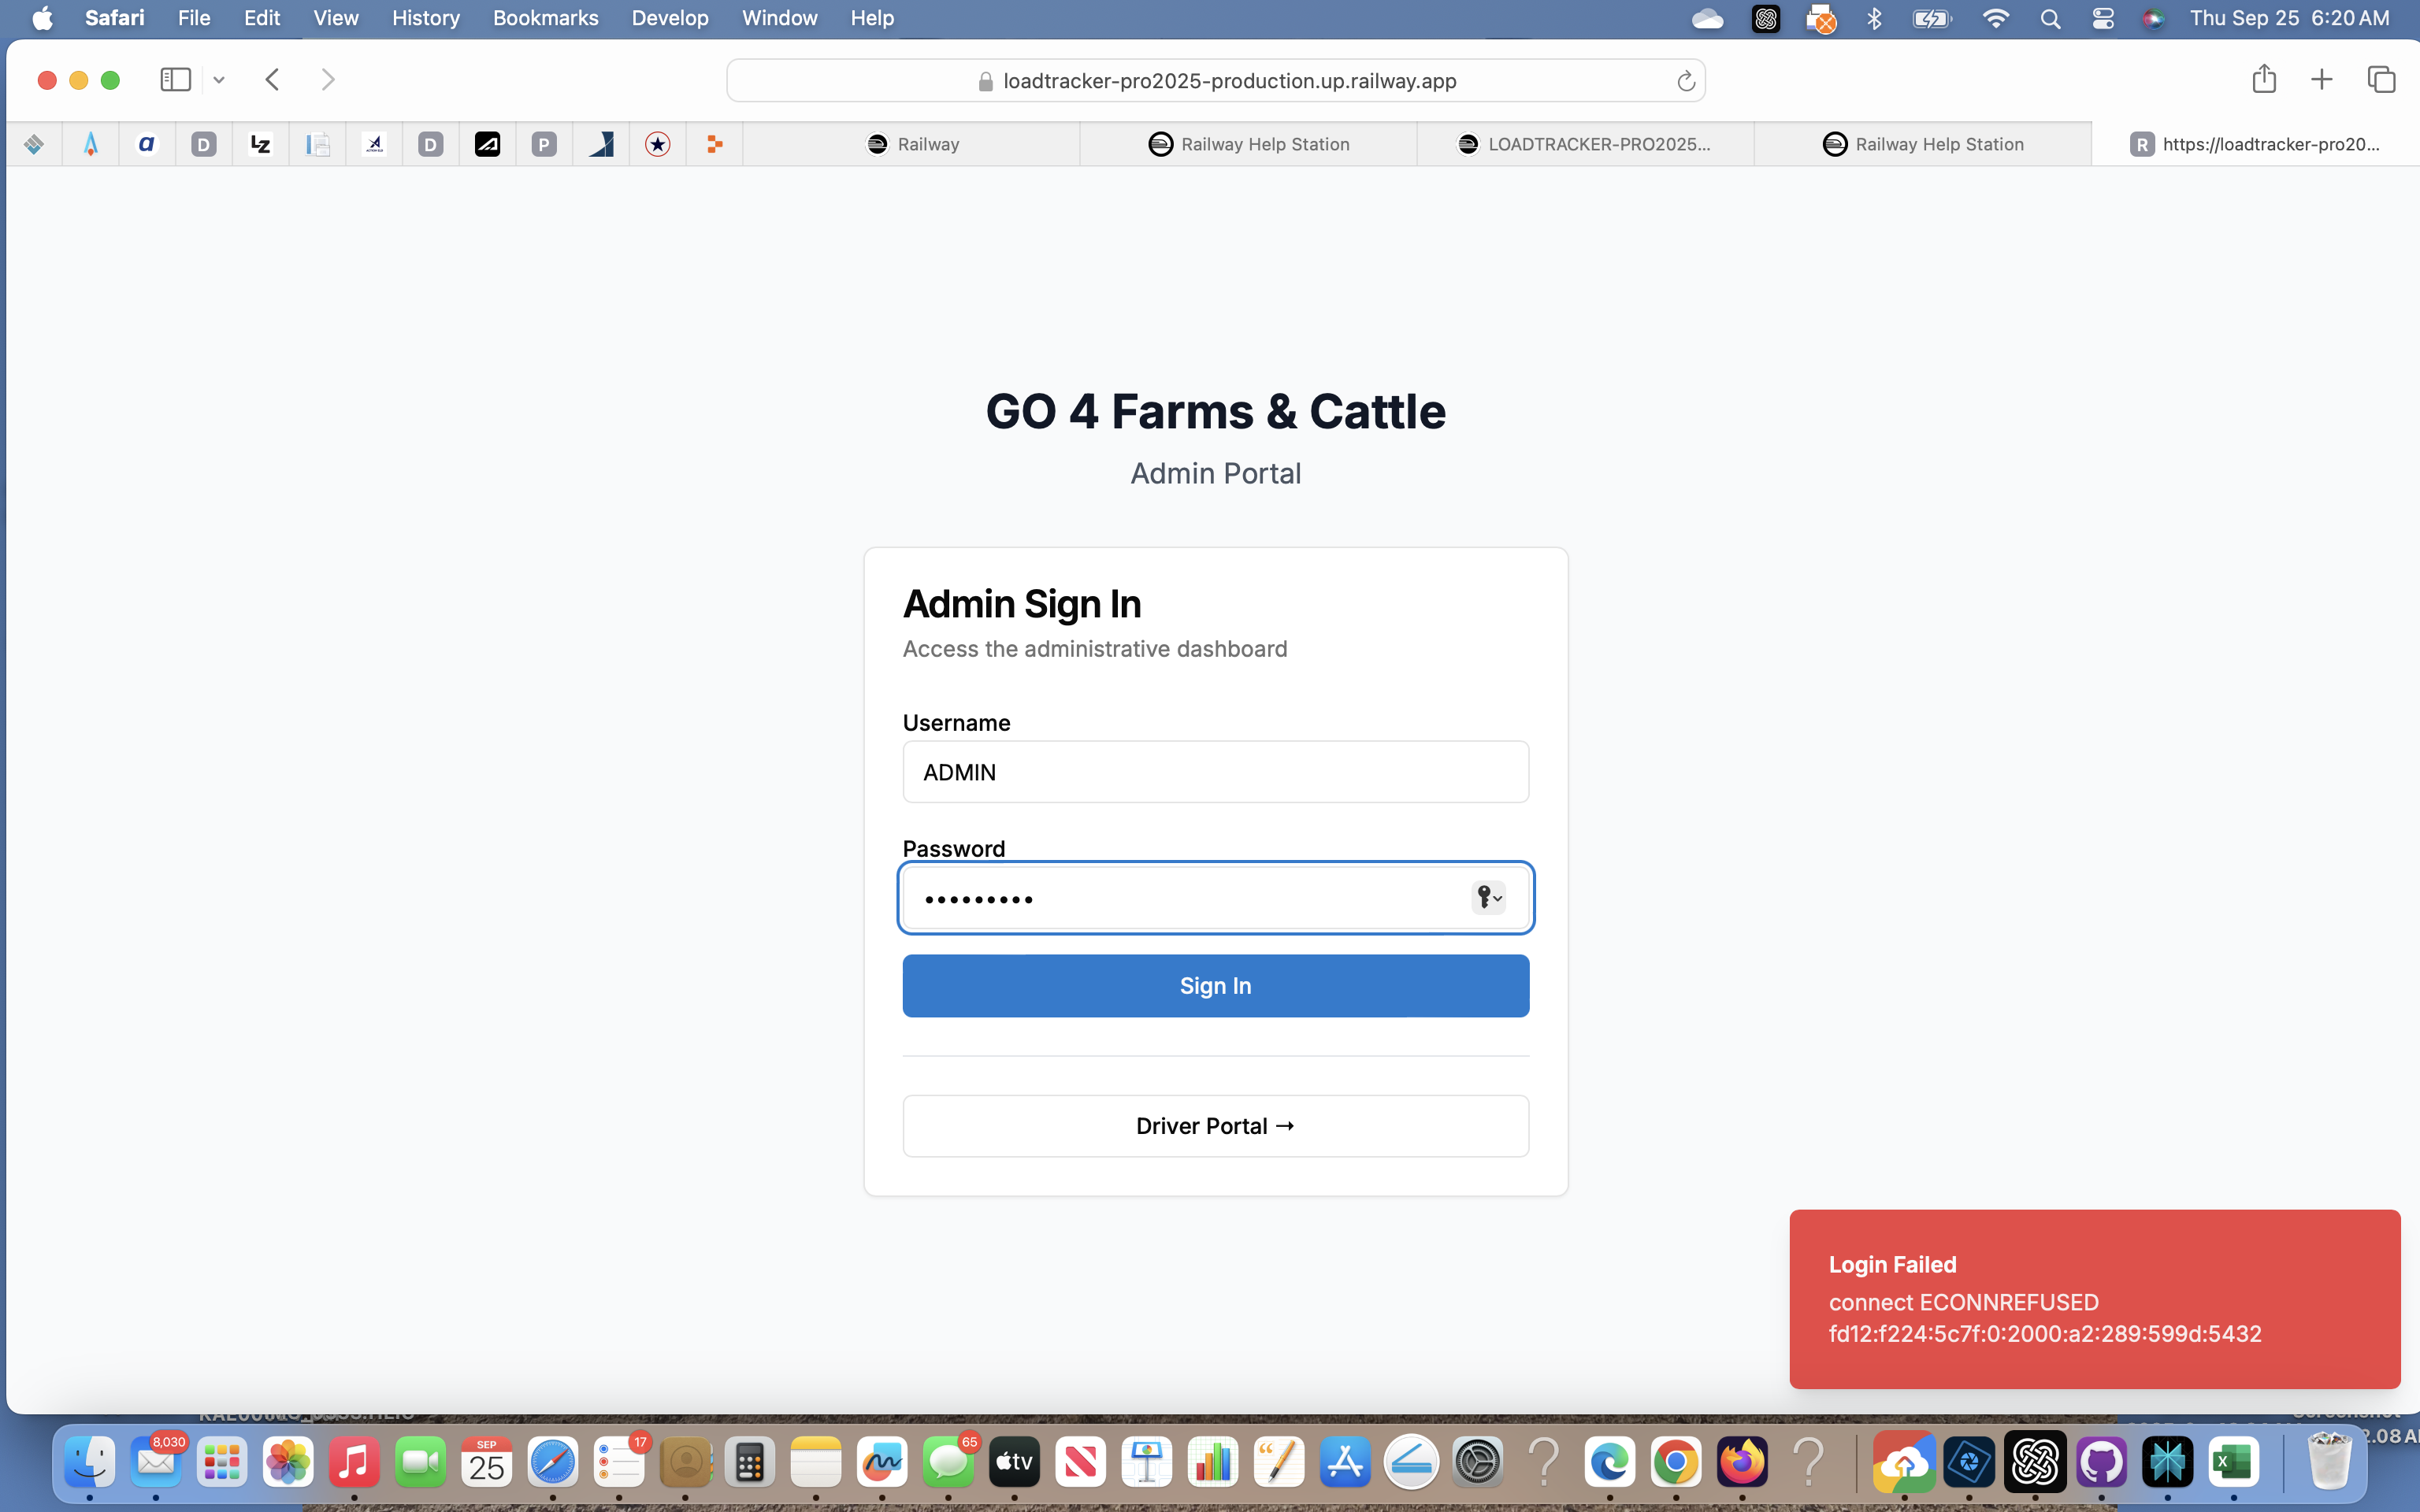 Safari File Edit View History Bookmarks Develop Window Help Thu Sep 25 6:20 AM
loadtracker-pro2025-production.up.railway.app
a D LZ D P Railway Railway Help Station LOADTRACKER-PRO2025... Railway Help Station R https://loadtracker-pro20...
GO 4 Farms & Cattle
Admin Portal
Admin Sign In
Access the administrative dashboard
Username
ADMIN
Password
•••••••••
Sign In
Driver Portal →
Login Failed
connect ECONNREFUSED
fd12:f224:5c7f:0:2000:a2:289:599d:5432
8,030 SEP 25 17 65 tv X